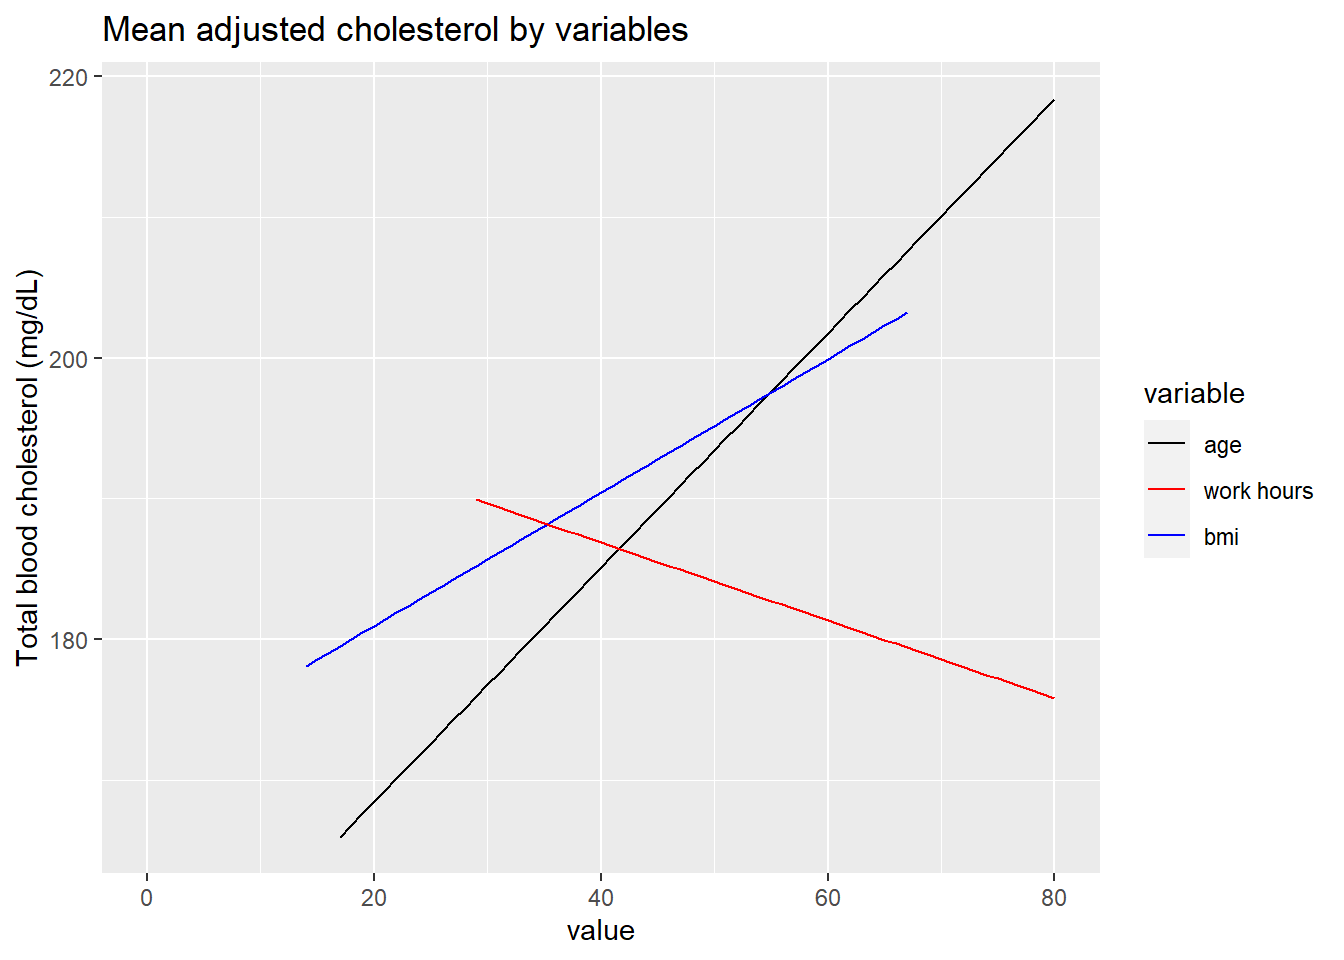 Mean adjusted cholesterol by variables
220
200
180
Total blood cholesterol (mg/dL)
0 20 40 60 80
value
variable
age
work hours
bmi